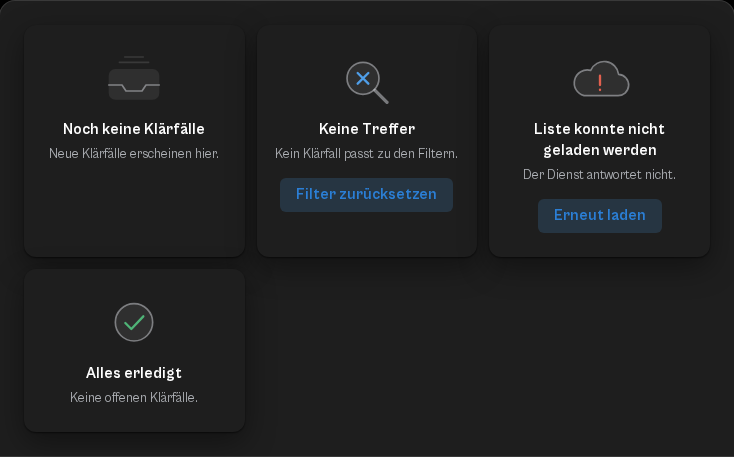 Noch keine Klärfälle
Neue Klärfälle erscheinen hier.
Keine Treffer
Kein Klärfall passt zu den Filtern.
Filter zurücksetzen
Liste konnte nicht
geladen werden
Der Dienst antwortet nicht.
Erneut laden
Alles erledigt
Keine offenen Klärfälle.